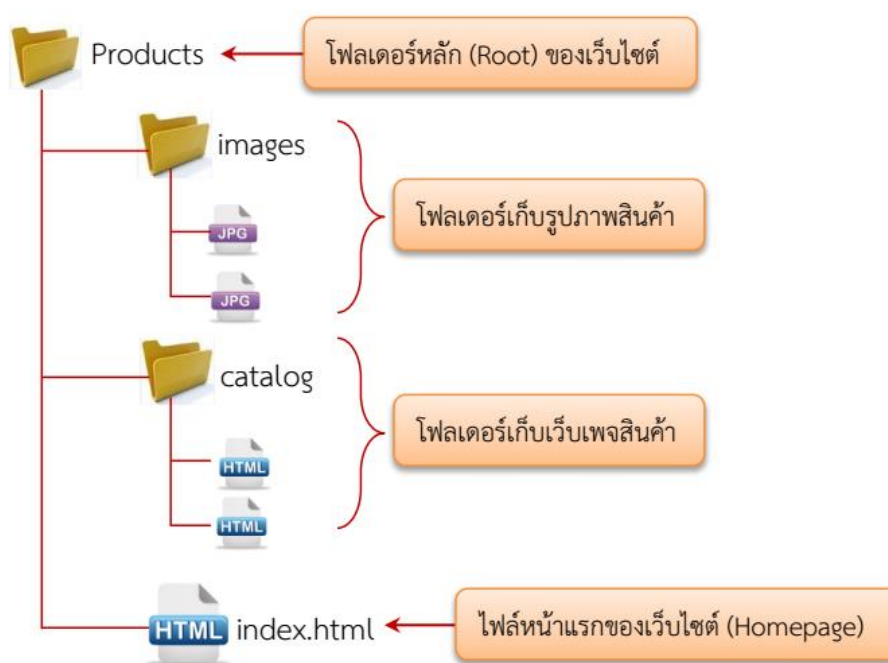 Products
โฟลเดอร์หลัก (Root) ของเว็บไซต์
images
JPG
JPG
โฟลเดอร์เก็บรูปภาพสินค้า
catalog
HTML
HTML
โฟลเดอร์เก็บเว็บเพจสินค้า
HTML
index.html
ไฟล์หน้าแรกของเว็บไซต์ (Homepage)